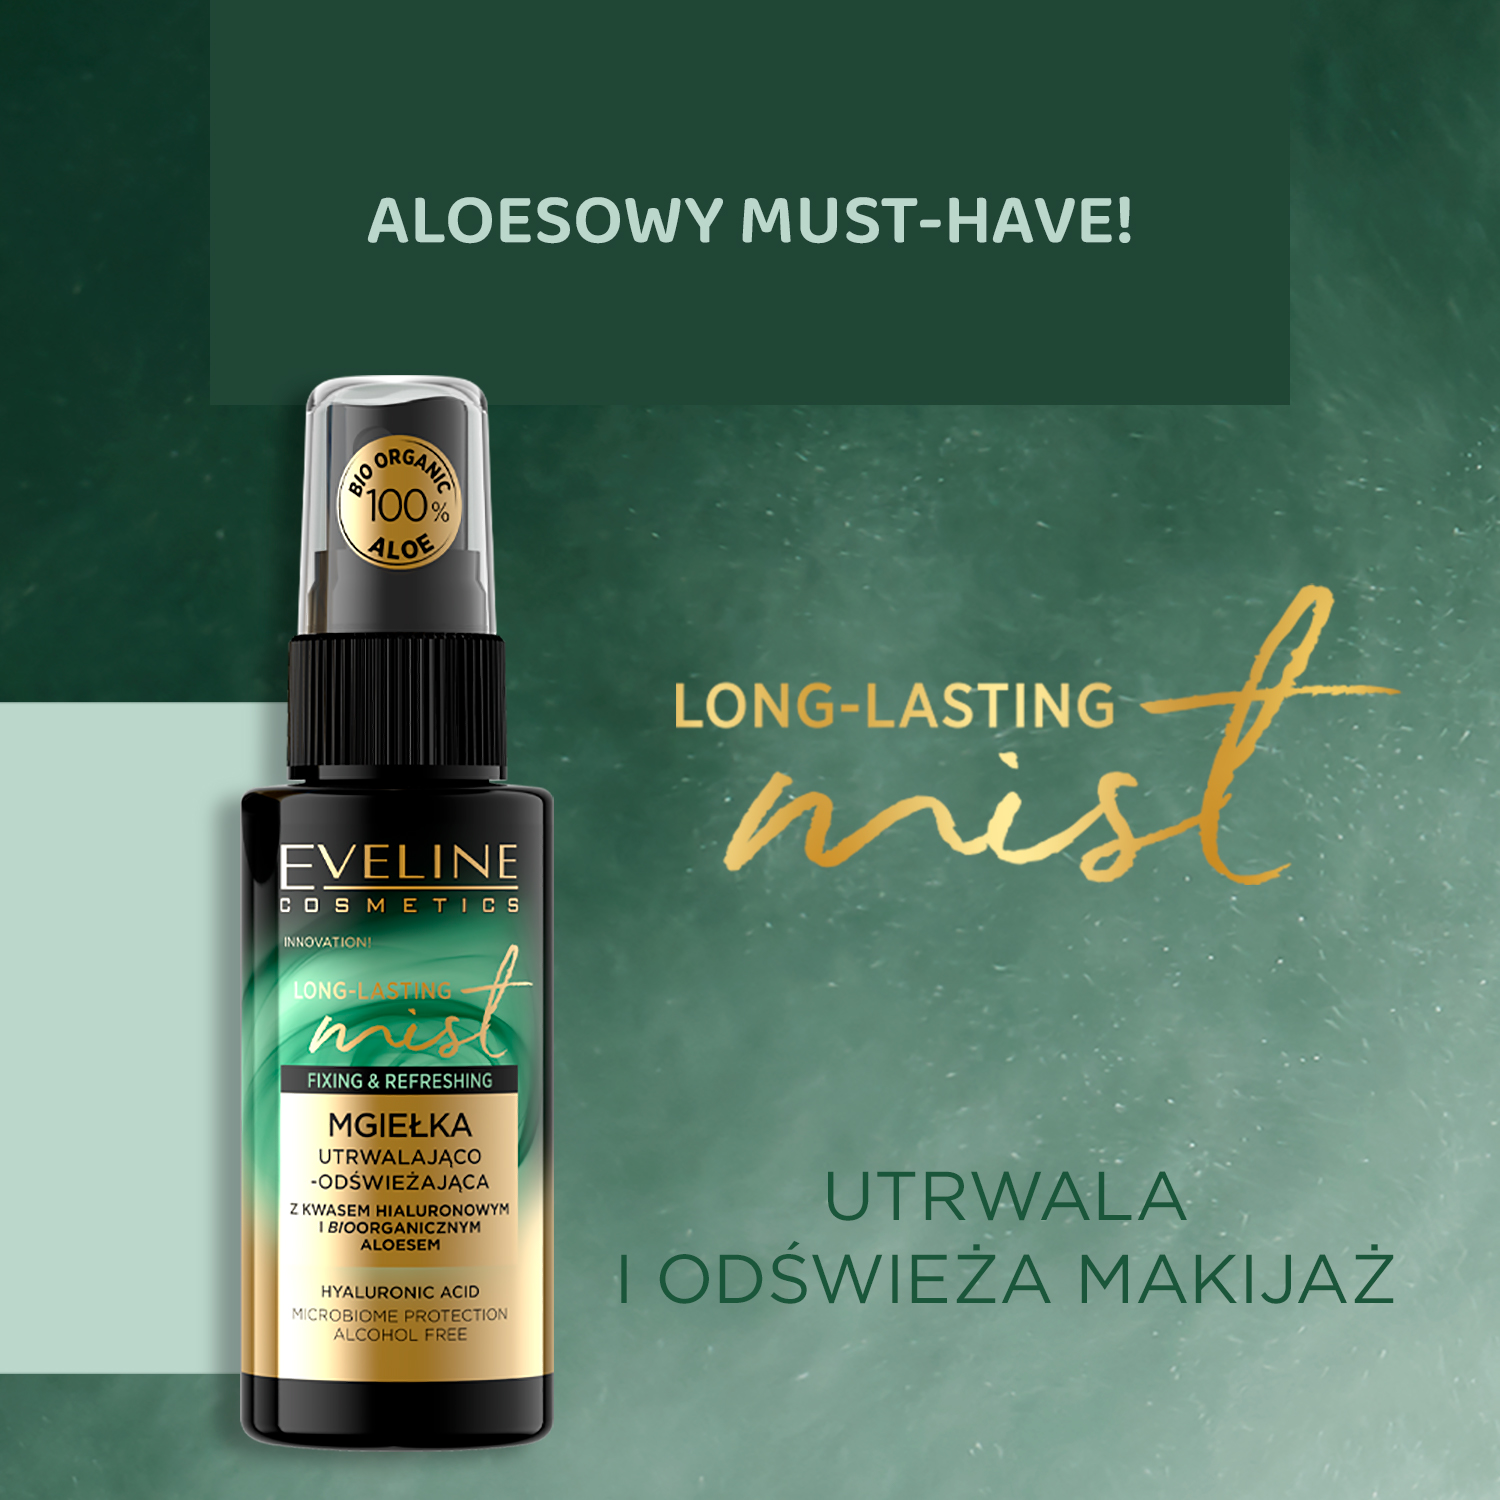 ALOESOWY MUST-HAVE!
BIO ORGANIC
100%
ALOE
LONG-LASTING
mist
EVELINE
COSMETICS
INNOVATION!
LONG-LASTING
mist
FIXING & REFRESHING
MGIEŁKA
UTRWALAJĄCO
-ODŚWIEŻAJĄCA
Z KWASEM HIALURONOWYM
I BIOORGANICZNYM
ALOESEM
HYALURONIC ACID
MICROBIOME PROTECTION
ALCOHOL FREE
UTRWALA
I ODŚWIEŻA MAKIJAŻ